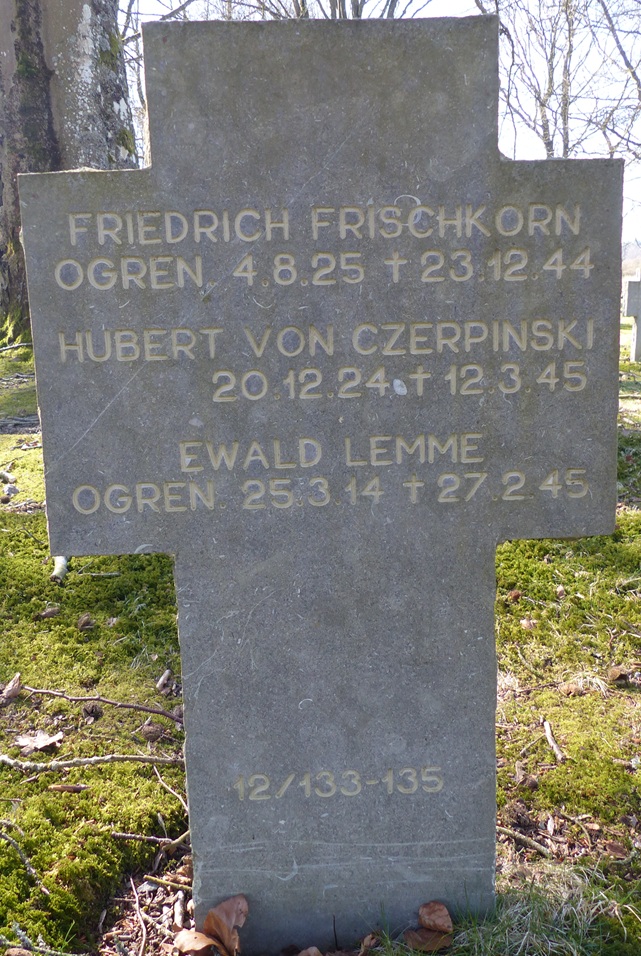 FRIEDRICH FRISCHKORN
OGREN. 4.8.25 ✝ 23.12.44
HUBERT VON CZERPINSKI
20.12.24 ✝ 12.3.45
EWALD LEMME
OGREN. 25.3.14 ✝ 27.2.45
12/133-135